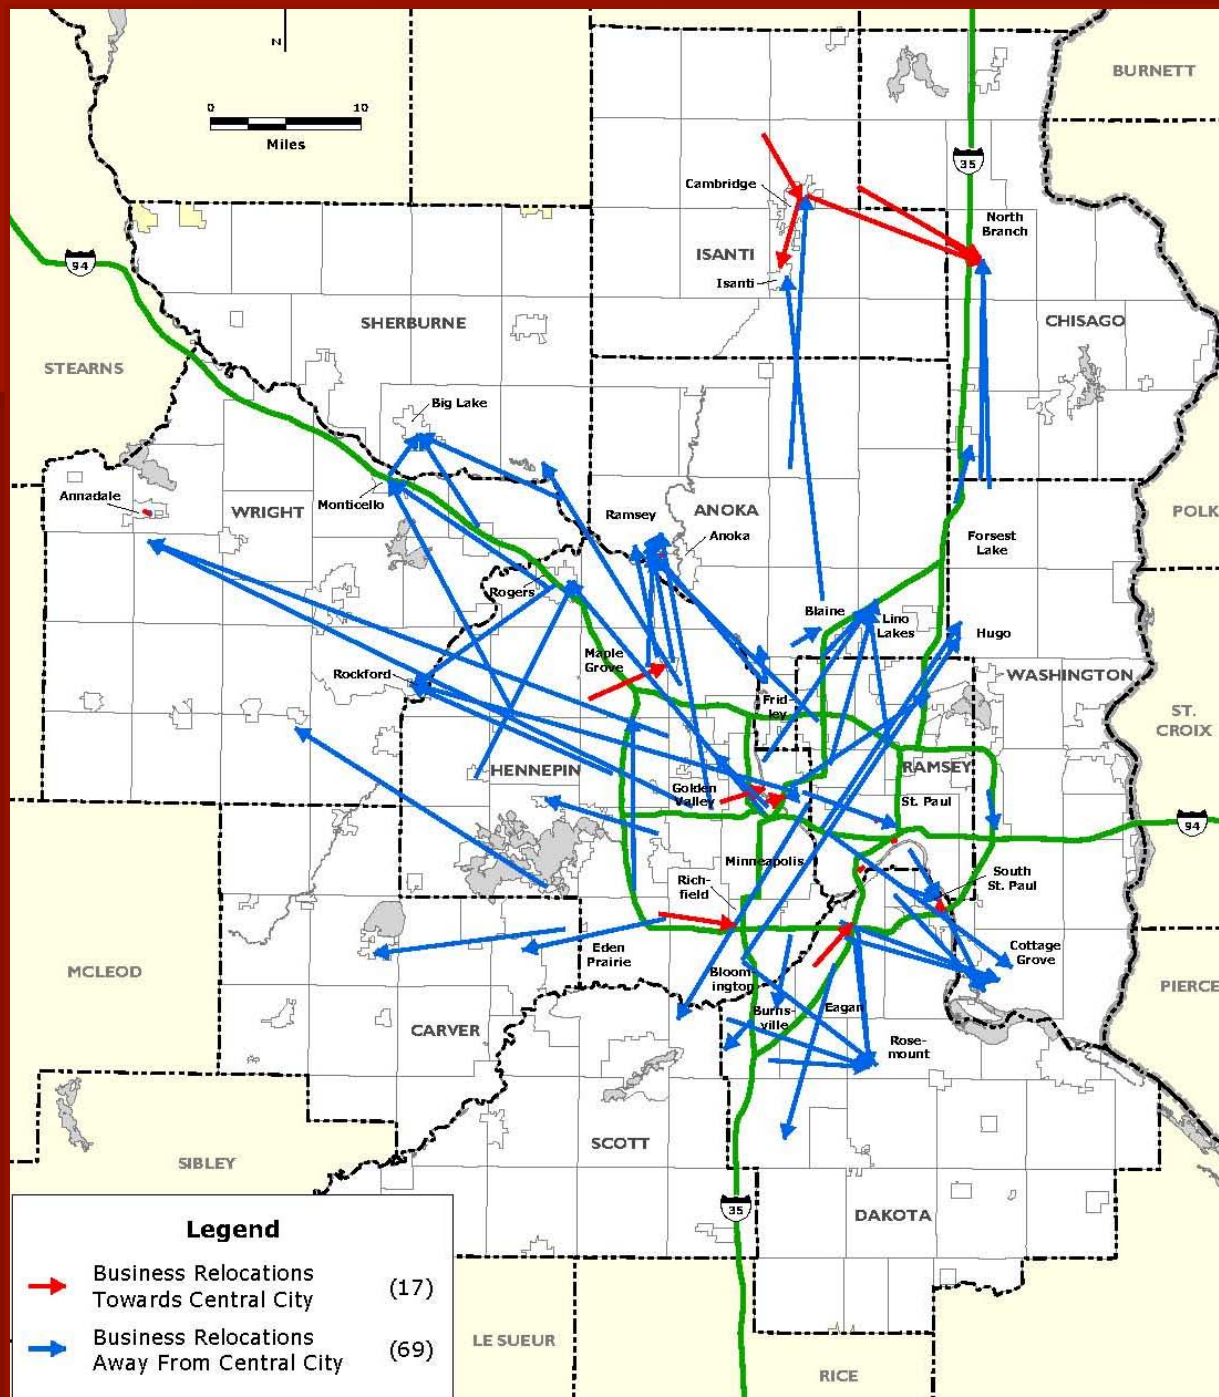 BURNETT
N
0
10
Miles
35
Cambridge
North
Branch
ISANTI
94
Isanti
SHERBURNE
CHISAGO
STEARNS
Big Lake
Annadale
Monticello
WRIGHT
Ramsey
ANOKA
POLK
Anoka
Forsest
Lake
Rogers
Blaine
Lino
Lakes
Hugo
Maple
Grove
Rockford
WASHINGTON
Frid-
ley
ST.
CROIX
HENNEPIN
RAMSEY
Golden
Valley
St. Paul
94
Minneapolis
South
St. Paul
Rich-
field
Eden
Prairie
Cottage
Grove
MCLEOD
Bloom-
ington
PIERCE
Burns-
ville
Eagan
CARVER
Rose-
mount
SCOTT
SIBLEY
35
DAKOTA
Legend
Business Relocations
Towards Central City
(17)
Business Relocations
Away From Central City
(69)
LE SUEUR
RICE